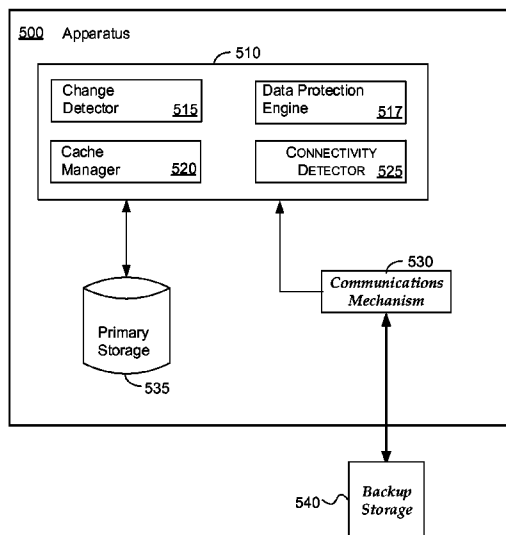 500 Apparatus
510
Change
Detector 515
Data Protection
Engine 517
Cache
Manager 520
CONNECTIVITY
DETECTOR 525
530
Communications
Mechanism
Primary
Storage
535
540
Backup
Storage